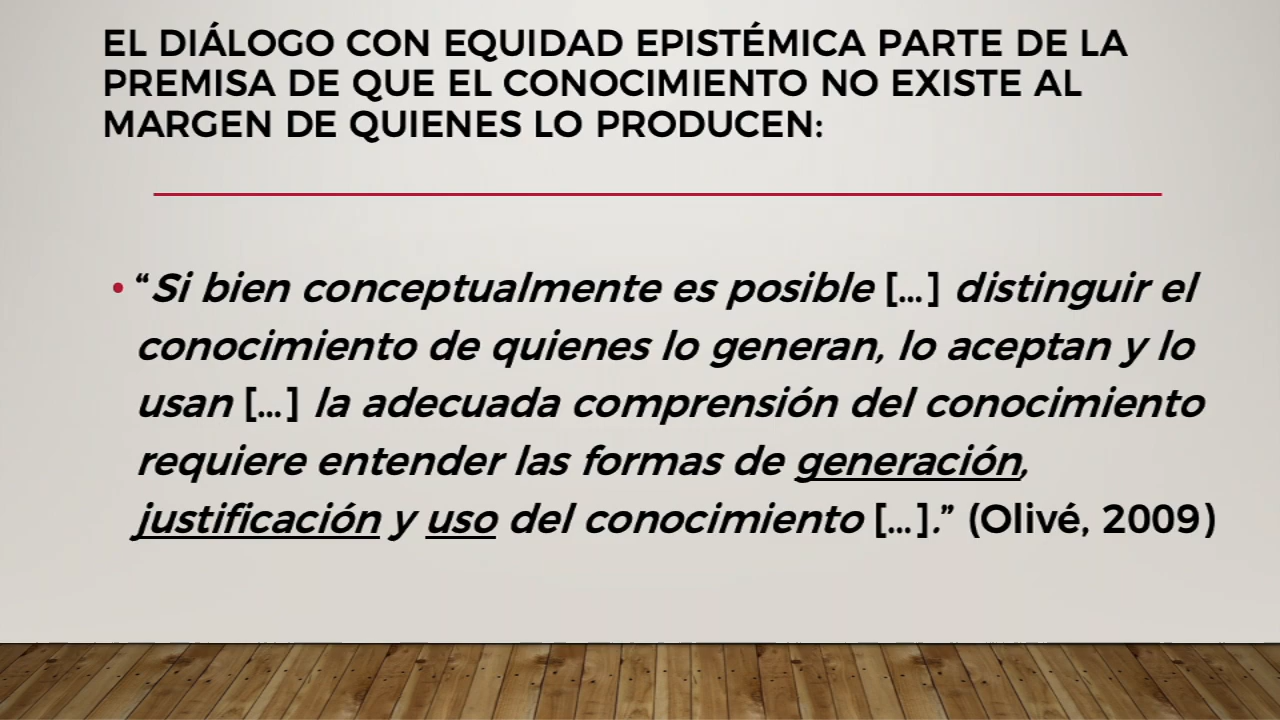 EL DIÁLOGO CON EQUIDAD EPISTÉMICA PARTE DE LA
PREMISA DE QUE EL CONOCIMIENTO NO EXISTE AL
MARGEN DE QUIENES LO PRODUCEN:
• “Si bien conceptualmente es posible [...] distinguir el
conocimiento de quienes lo generan, lo aceptan y lo
usan [...] la adecuada comprensión del conocimiento
requiere entender las formas de generación,
justificación y uso del conocimiento [...].” (Olivé, 2009)